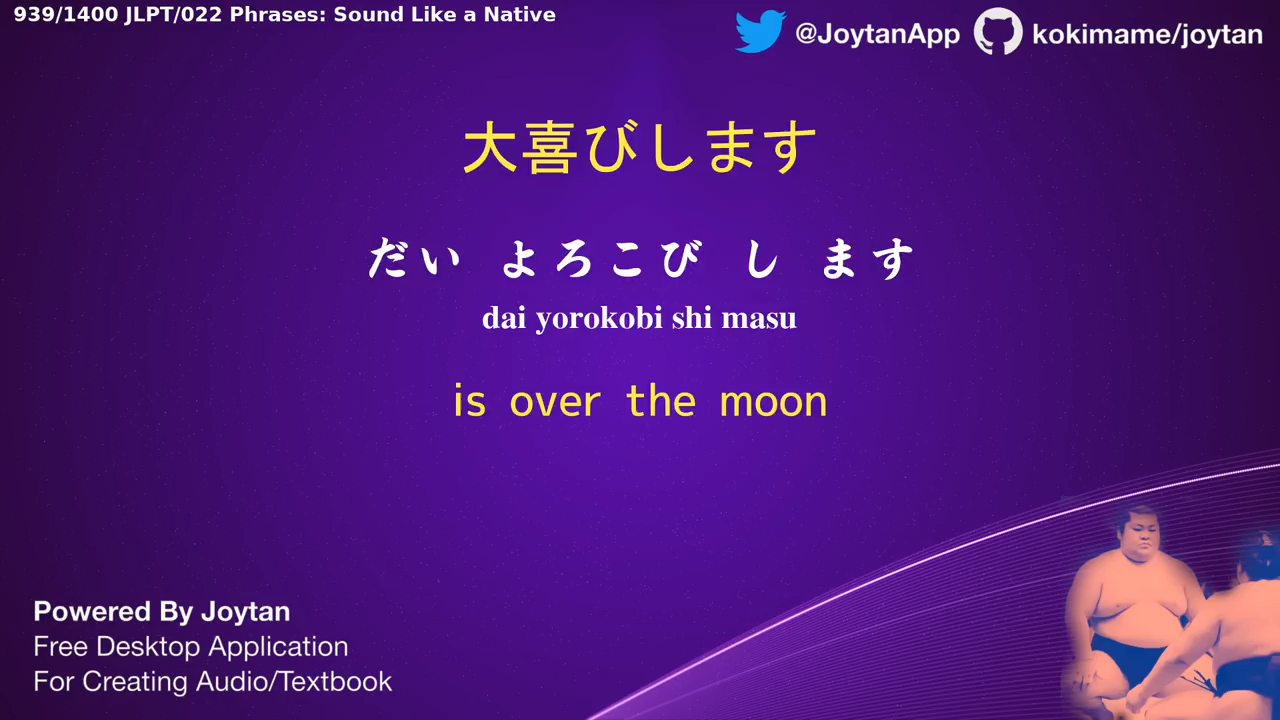 939/1400 JLPT/022 Phrases: Sound Like a Native
@JoytanApp kokimame/joytan
大喜びします
だい よろこび し ます
dai yorokobi shi masu
is over the moon
Powered By Joytan
Free Desktop Application
For Creating Audio/Textbook